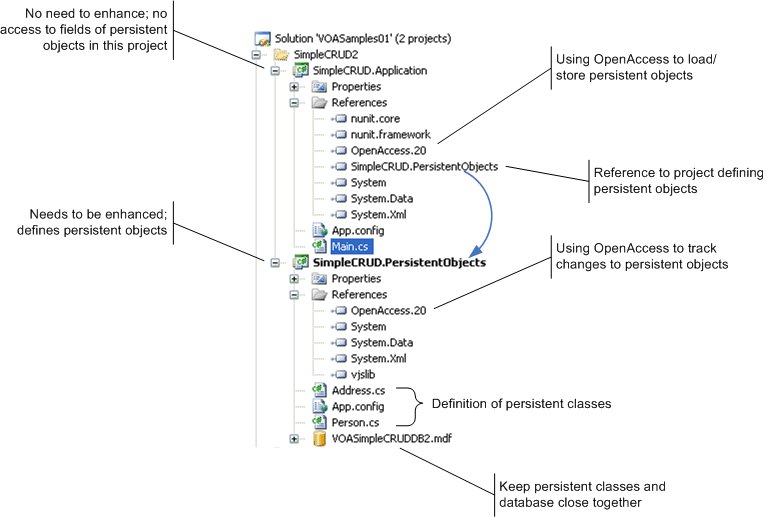 No need to enhance; no
access to fields of persistent
objects in this project
Solution 'VOASamples01' (2 projects)
SimpleCRUD2
SimpleCRUD.Application
Properties
References
nunit.core
nunit.framework
OpenAccess.20
SimpleCRUD.PersistentObjects
System
System.Data
System.Xml
App.config
Main.cs
Using OpenAccess to load/
store persistent objects
Reference to project defining
persistent objects
Needs to be enhanced;
defines persistent objects
SimpleCRUD.PersistentObjects
Properties
References
OpenAccess.20
System
System.Data
System.Xml
vjslib
Address.cs
App.config
Person.cs
VOASimpleCRUDDB2.mdf
Using OpenAccess to track
changes to persistent objects
Definition of persistent classes
Keep persistent classes and
database close together